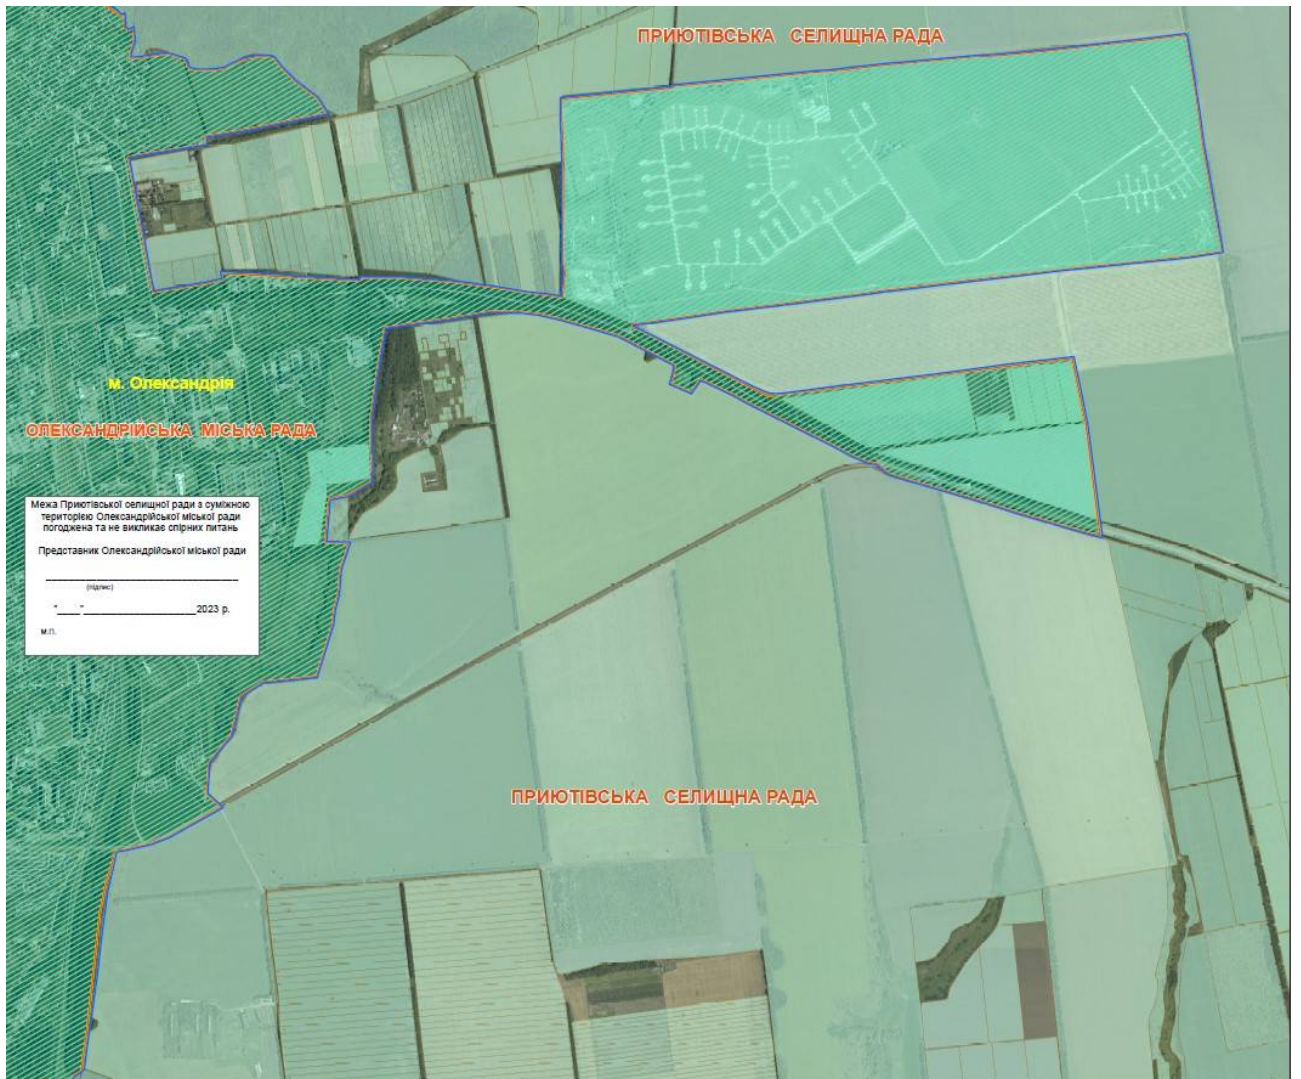 ПРИЮТІВСЬКА СЕЛИЩНА РАДА
м. Олександрія
ОЛЕКСАНДРІЙСЬКА МІСЬКА РАДА
Межа Приютівської селищної ради з суміжною
територією Олександрійської міської ради
погоджена та не викликає спірних питань
Представник Олександрійської міської ради
(підпис)
"____"____________________2023 р.
м.п.
ПРИЮТІВСЬКА СЕЛИЩНА РАДА